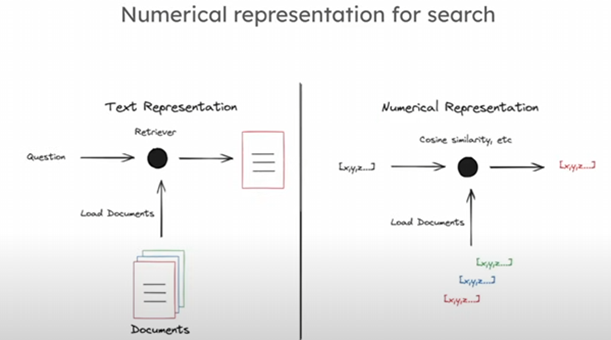 Numerical representation for search
Text Representation
Retriever
Question
Load Documents
Documents
Numerical Representation
Cosine similarity, etc
[x,y,z....]
[x,y,z....]
Load Documents
[x,y,z....]
[x,y,z....]
[x,y,z....]